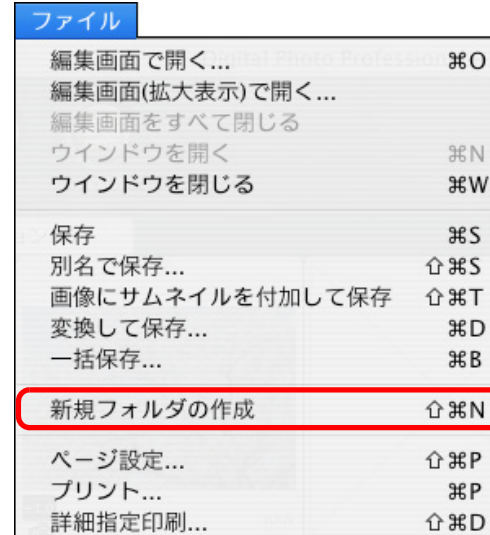 ファイル
編集画面で開く... ⌘O
編集画面(拡大表示)で開く...
編集画面をすべて閉じる
ウインドウを開く ⌘N
ウインドウを閉じる ⌘W
保存 ⌘S
別名で保存... ⇧⌘S
画像にサムネイルを付加して保存 ⇧⌘T
変換して保存... ⌘D
一括保存... ⌘B
新規フォルダの作成 ⇧⌘N
ページ設定... ⇧⌘P
プリント... ⌘P
詳細指定印刷... ⇧⌘D